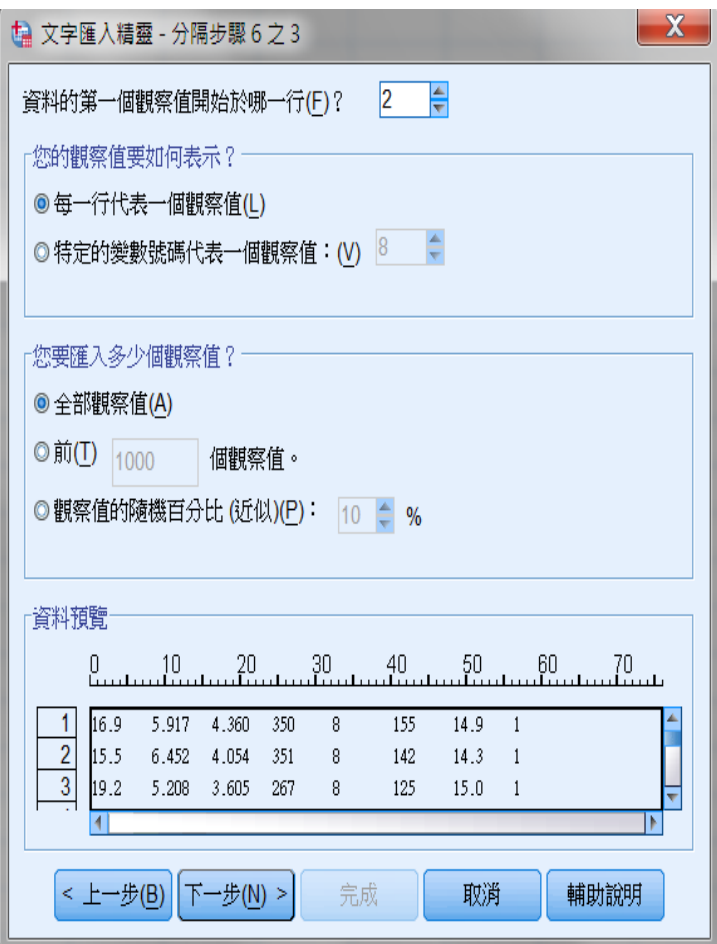 文字匯入精靈 - 分隔步驟 6 之 3
X
資料的第一個觀察值開始於哪一行(F)？ 2
您的觀察值要如何表示？
每一行代表一個觀察值(L)
特定的變數號碼代表一個觀察值：(V) 8
您要匯入多少個觀察值？
全部觀察值(A)
前(T) 1000 個觀察值。
觀察值的隨機百分比 (近似)(P)： 10 %
資料預覽
0 10 20 30 40 50 60 70
1 16.9 5.917 4.360 350 8 155 14.9 1
2 15.5 6.452 4.054 351 8 142 14.3 1
3 19.2 5.208 3.605 267 8 125 15.0 1
< 上一步(B) 下一步(N) > 完成 取消 輔助說明